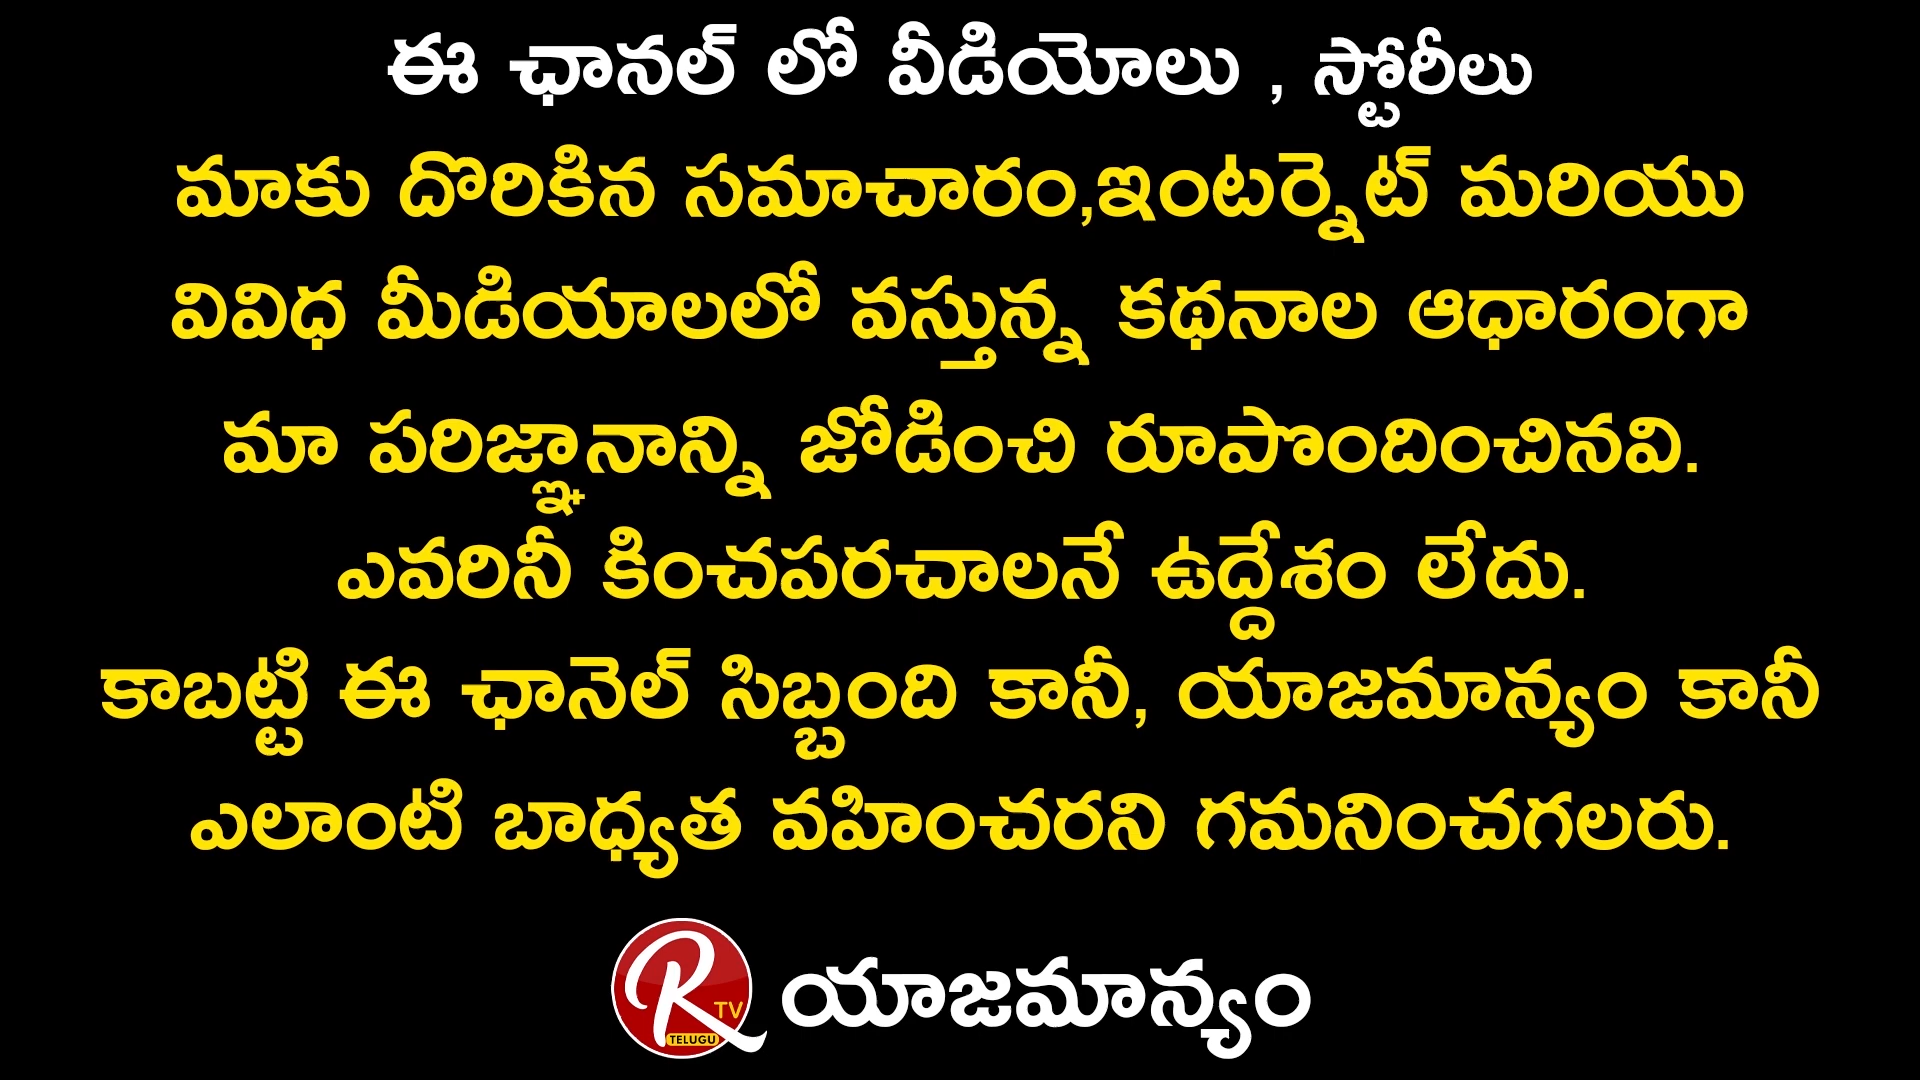 ఈ ఛానల్ లో వీడియోలు , స్టోరీలు
మాకు దొరికిన సమాచారం,ఇంటర్నెట్ మరియు
వివిధ మీడియాలలో వస్తున్న కథనాల ఆధారంగా
మా పరిజ్ఞానాన్ని జోడించి రూపొందించినవి.
ఎవరినీ కించపరచాలనే ఉద్దేశం లేదు.
కాబట్టి ఈ ఛానెల్ సిబ్బంది కానీ, యాజమాన్యం కానీ
ఎలాంటి బాధ్యత వహించరని గమనించగలరు.
R TV TELUGU యాజమాన్యం